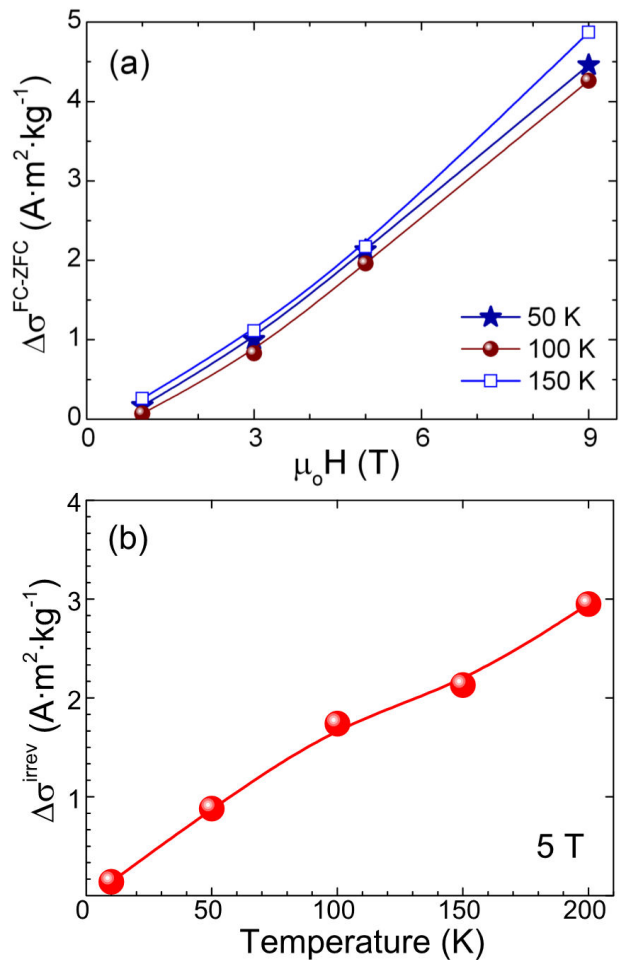 (a)
Δσ^FC-ZFC (A·m²·kg⁻¹)
5
4
3
2
1
0
50 K
100 K
150 K
0 3 6 9
μₒH (T)
(b)
Δσ^irrev (A·m²·kg⁻¹)
4
3
2
1
5 T
0 50 100 150 200
Temperature (K)